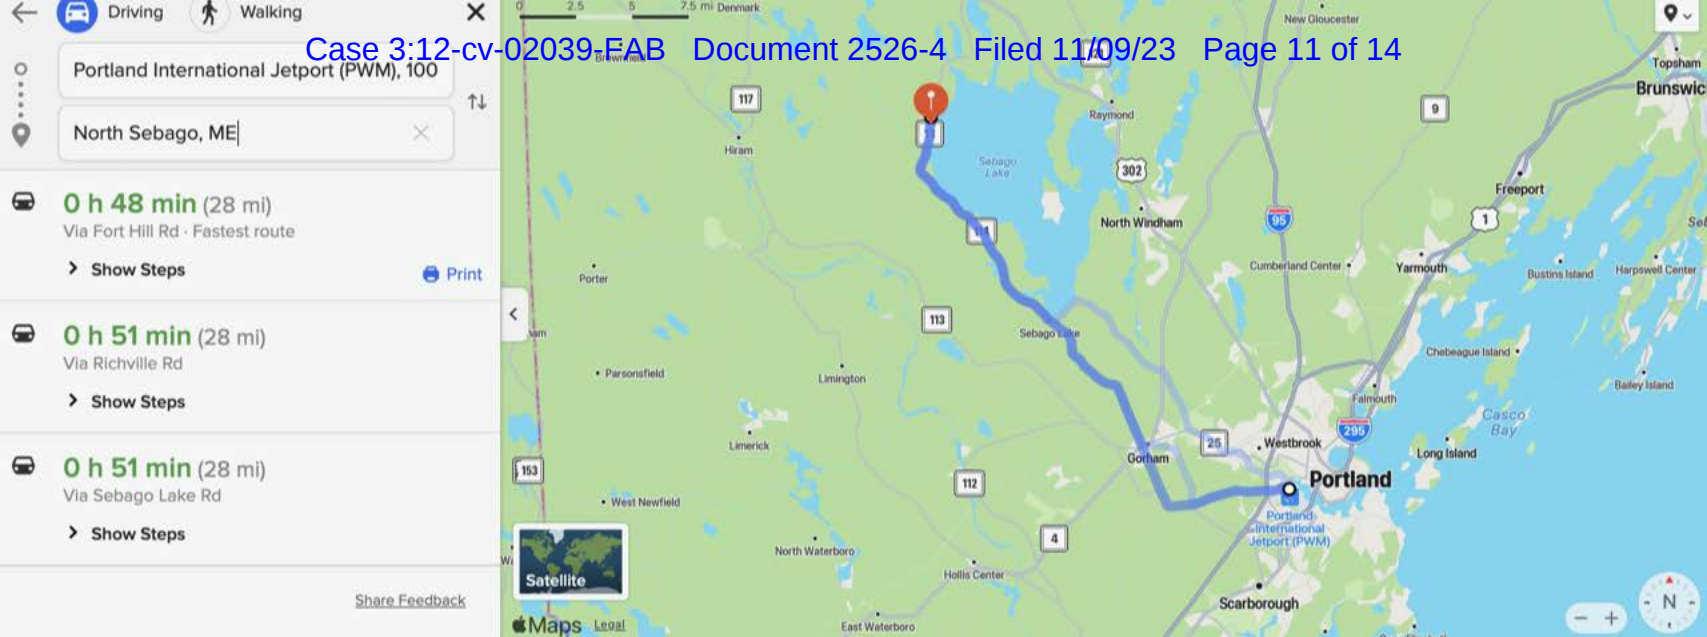 Case 3:12-cv-02039-FAB Document 2526-4 Filed 11/09/23 Page 11 of 14
Driving Walking
Portland International Jetport (PWM), 100
North Sebago, ME
0 h 48 min (28 mi)
Via Fort Hill Rd · Fastest route
Show Steps
Print
0 h 51 min (28 mi)
Via Richville Rd
Show Steps
0 h 51 min (28 mi)
Via Sebago Lake Rd
Show Steps
Share Feedback
0 2.5 5 7.5 mi
Denmark
New Gloucester
Topsham
Brunswic
Brownfield
117
9
Raymond
Hiram
Sebago
Lake
302
Freeport
North Windham
95
1
Cumberland Center
Yarmouth
Bustins Island
Harpswell Center
Porter
113
Sebago Lake
Chebeague Island
Parsonsfield
Limington
Bailey Island
Falmouth
Casco
Bay
295
Limerick
25
Westbrook
Gorham
Long Island
153
112
Portland
West Newfield
Portland
International
Jetport (PWM)
4
North Waterboro
Hollis Center
Satellite
Scarborough
N
Maps Legal
East Waterboro